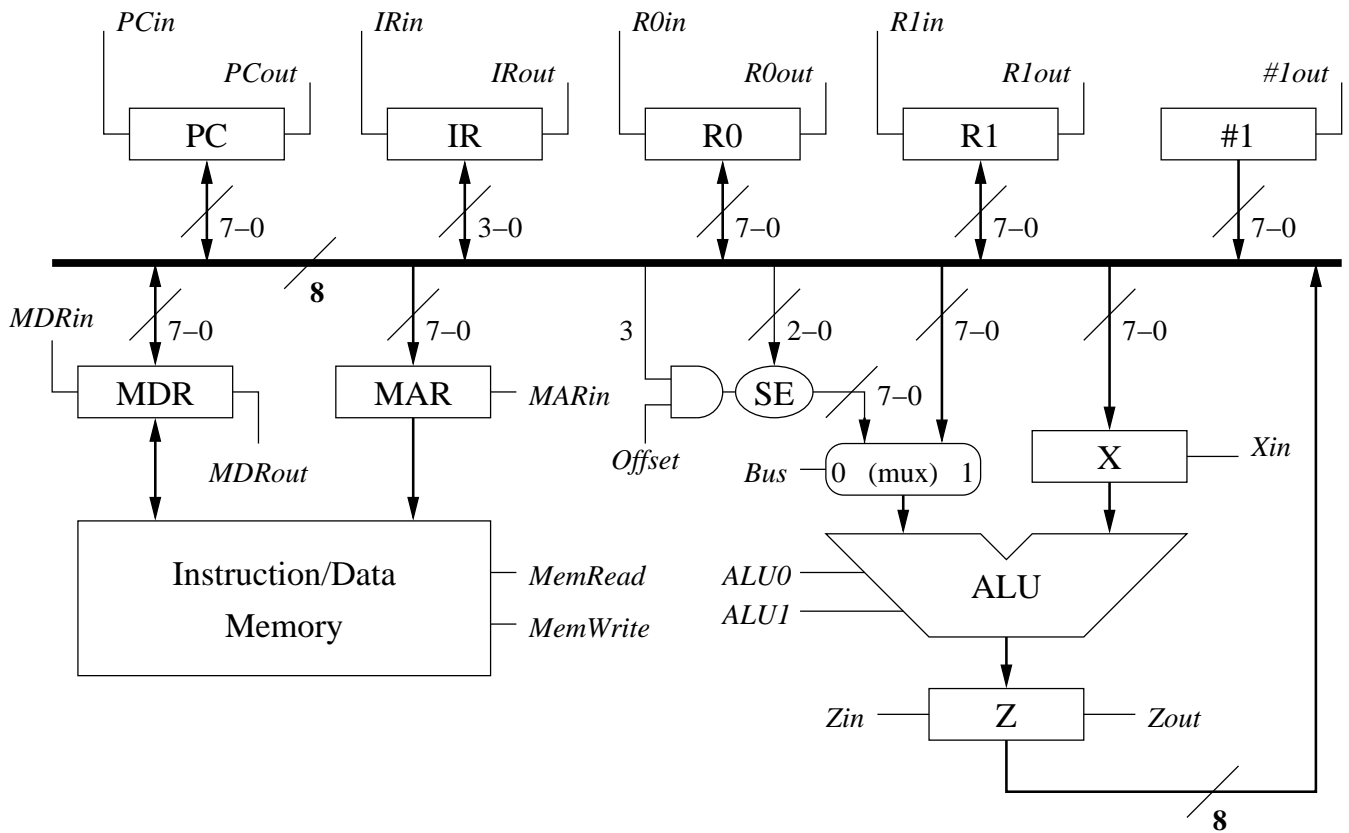 PCin
IRin
R0in
R1in
PCout
IRout
R0out
R1out
#1out
PC
IR
R0
R1
#1
7–0
3–0
7–0
7–0
7–0
8
MDRin
7–0
7–0
3
2–0
7–0
7–0
MDR
MAR
MARin
SE
7–0
MDRout
Offset
Bus
0 (mux) 1
X
Xin
Instruction/Data
Memory
MemRead
MemWrite
ALU0
ALU1
ALU
Zin
Z
Zout
8